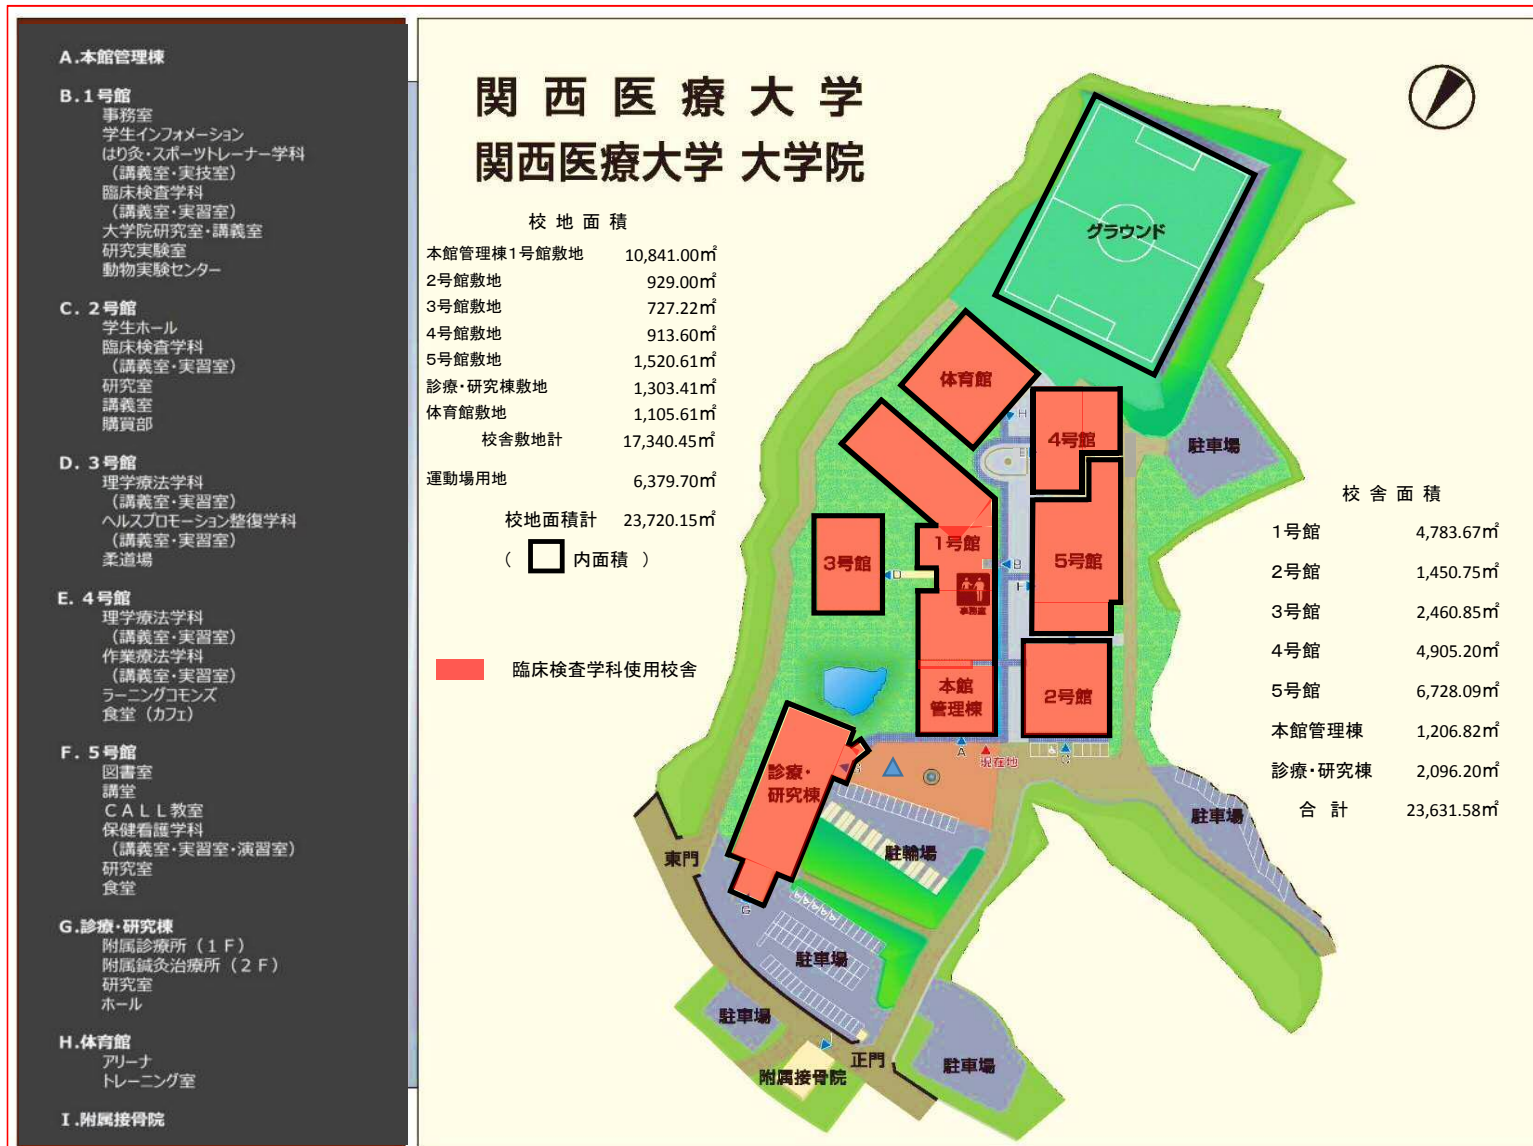 A.本館管理棟
B.1号館
事務室
学生インフォメーション
はり灸・スポーツトレーナー学科
（講義室・実技室）
臨床検査学科
（講義室・実習室）
大学院研究室・講義室
研究実験室
動物実験センター
C. 2号館
学生ホール
臨床検査学科
（講義室・実習室）
研究室
講義室
購買部
D. 3号館
理学療法学科
（講義室・実習室）
ヘルスプロモーション整復学科
（講義室・実習室）
柔道場
E. 4号館
理学療法学科
（講義室・実習室）
作業療法学科
（講義室・実習室）
ラーニングコモンズ
食堂（カフェ）
F. 5号館
図書室
講堂
CALL教室
保健看護学科
（講義室・実習室・演習室）
研究室
食堂
G.診療・研究棟
附属診療所（1F）
附属鍼灸治療所（2F）
研究室
ホール
H.体育館
アリーナ
トレーニング室
I.附属接骨院
関西医療大学
関西医療大学 大学院
校地面積
本館管理棟1号館敷地 10,841.00㎡
2号館敷地 929.00㎡
3号館敷地 727.22㎡
4号館敷地 913.60㎡
5号館敷地 1,520.61㎡
診療・研究棟敷地 1,303.41㎡
体育館敷地 1,105.61㎡
校舎敷地計 17,340.45㎡
運動場用地 6,379.70㎡
校地面積計 23,720.15㎡
（ 内面積 ）
臨床検査学科使用校舎
グラウンド
体育館
H
4号館
E
駐車場
1号館
3号館
D
B
5号館
F
事務室
本館
管理棟
2号館
A
現在地
C
診療・
研究棟
駐車場
駐輪場
東門
G
駐車場
駐車場
I
正門
附属接骨院
駐車場
校舎面積
1号館 4,783.67㎡
2号館 1,450.75㎡
3号館 2,460.85㎡
4号館 4,905.20㎡
5号館 6,728.09㎡
本館管理棟 1,206.82㎡
診療・研究棟 2,096.20㎡
合計 23,631.58㎡